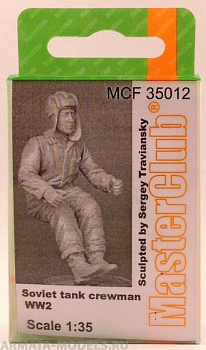 MCF 35012
Sculpted by Sergey Traviansky
MasterClub®
Soviet tank crewman
WW2
Scale 1:35
ARMATA-MODELS.RU